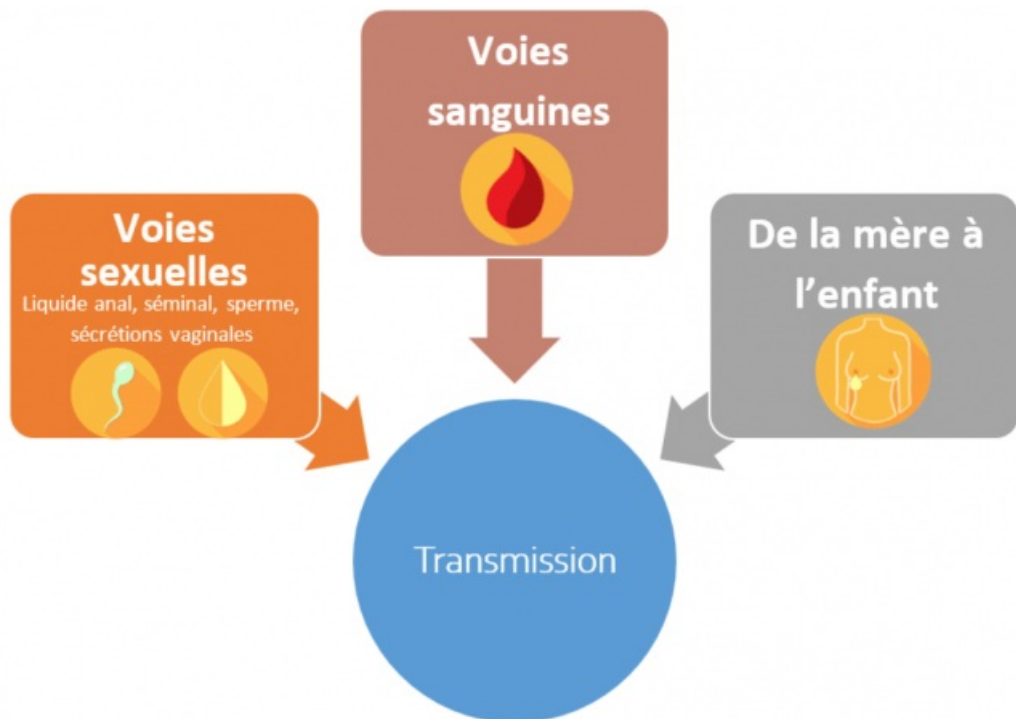 Voies
sanguines
Voies
sexuelles
Liquide anal, séminal, sperme,
sécrétions vaginales
De la mère à
l’enfant
Transmission